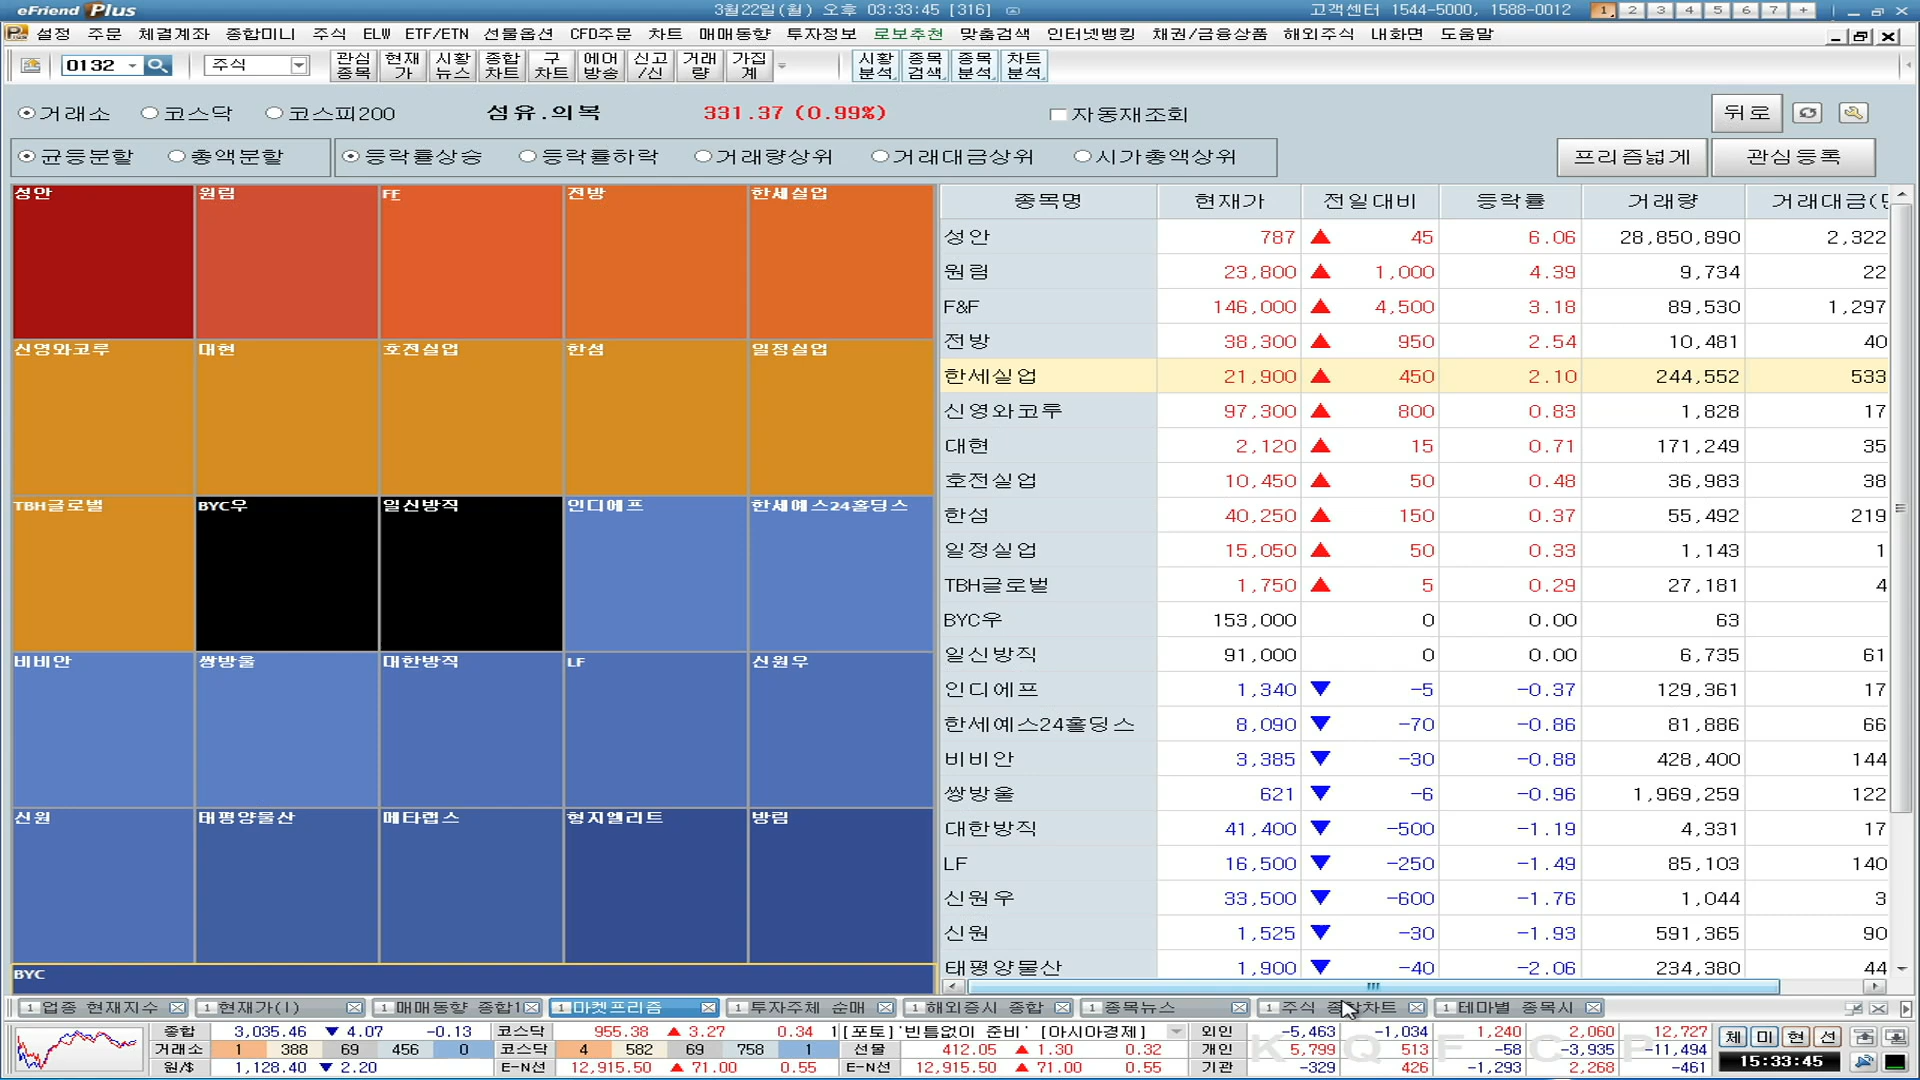 eFriend Plus 3월22일(월) 오후 03:33:45 [316] 고객센터 1544-5000, 1588-0012 1 2 3 4 5 6 7 +
설정 주문 체결계좌 종합미니 주식 ELW ETF/ETN 선물옵션 CFD주문 차트 매매동향 투자정보 로보추천 맞춤검색 인터넷뱅킹 채권/금융상품 해외주식 내화면 도움말
0132 주식 관심종목 현재가 시황뉴스 종합차트 구차트 에어방송 신고/신 거래량 가집계 시황분석 종목검색 종목분석 차트분석
거래소 코스닥 코스피200 섬유.의복 331.37 (0.99%) 자동재조회 뒤로
균등분할 총액분할 등락률상승 등락률하락 거래량상위 거래대금상위 시가총액상위 프리즘넓게 관심등록
성안 원림 FF 전방 한세실업
신영와코루 대현 호전실업 한섬 일정실업
TBH글로벌 BYC우 일신방직 인디에프 한세예스24홀딩스
비비안 쌍방울 대한방직 LF 신원우
신원 태평양물산 메타랩스 형지엘리트 방림
BYC
종목명 현재가 전일대비 등락률 거래량 거래대금(
성안 787 ▲ 45 6.06 28,850,890 2,322
원림 23,800 ▲ 1,000 4.39 9,734 22
F&F 146,000 ▲ 4,500 3.18 89,530 1,297
전방 38,300 ▲ 950 2.54 10,481 40
한세실업 21,900 ▲ 450 2.10 244,552 533
신영와코루 97,300 ▲ 800 0.83 1,828 17
대현 2,120 ▲ 15 0.71 171,249 35
호전실업 10,450 ▲ 50 0.48 36,983 38
한섬 40,250 ▲ 150 0.37 55,492 219
일정실업 15,050 ▲ 50 0.33 1,143 1
TBH글로벌 1,750 ▲ 5 0.29 27,181 4
BYC우 153,000 0 0.00 63
일신방직 91,000 0 0.00 6,735 61
인디에프 1,340 ▼ -5 -0.37 129,361 17
한세예스24홀딩스 8,090 ▼ -70 -0.86 81,886 66
비비안 3,385 ▼ -30 -0.88 428,400 144
쌍방울 621 ▼ -6 -0.96 1,969,259 122
대한방직 41,400 ▼ -500 -1.19 4,331 17
LF 16,500 ▼ -250 -1.49 85,103 140
신원우 33,500 ▼ -600 -1.76 1,044 3
신원 1,525 ▼ -30 -1.93 591,365 90
태평양물산 1,900 ▼ -40 -2.06 234,380 44
1 업종 현재지수 1 현재가(I) 1 매매동향 종합1 1 마켓프리즘 1 투자주체 순매 1 해외증시 종합 1 종목뉴스 1 주식 종합차트 1 테마별 종목시
종합 3,035.46 ▼ 4.07 -0.13 코스닥 955.38 ▲ 3.27 0.34 1 [포토]'빈틈없이 준비' [아시아경제] 외인 -5,463 -1,034 1,240 2,060 12,727 체 미 현 선
거래소 1 388 69 456 0 코스닥 4 582 69 758 1 선물 412.05 ▲ 1.30 0.32 개인 5,799 513 -58 -3,935 -11,494
원/$ 1,128.40 ▼ 2.20 E-N선 12,915.50 ▲ 71.00 0.55 E-N선 12,915.50 ▲ 71.00 0.55 기관 -329 426 -1,293 2,268 -461 15:33:45
K Q F C P